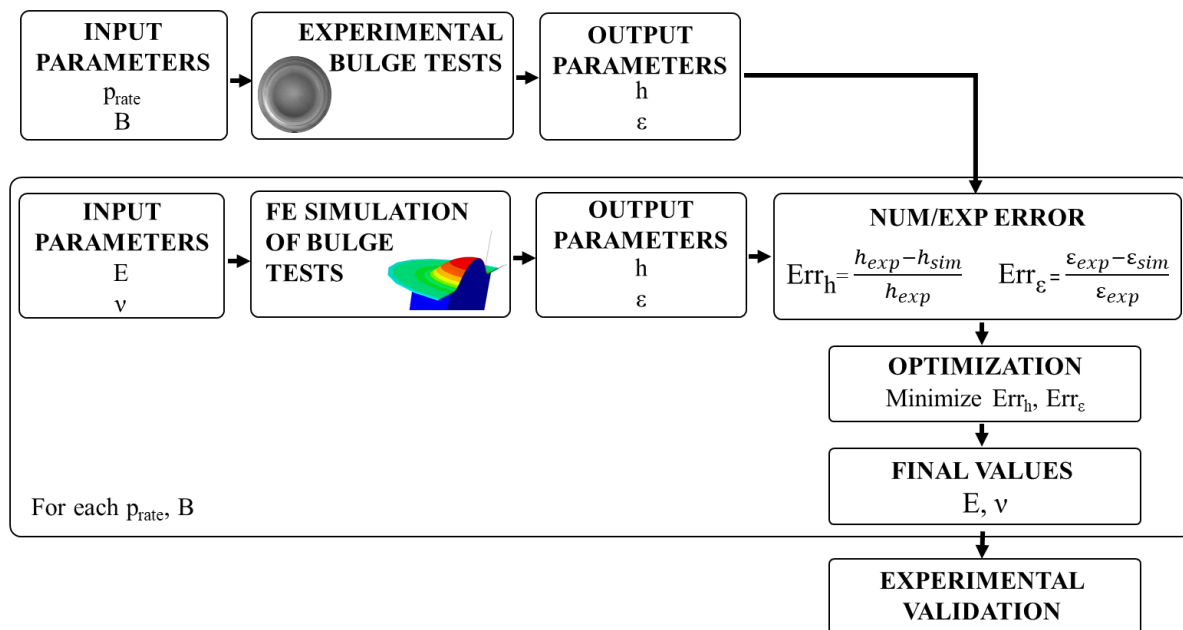 INPUT
PARAMETERS
p_rate
B
EXPERIMENTAL
BULGE TESTS
OUTPUT
PARAMETERS
h
ε
INPUT
PARAMETERS
E
ν
FE SIMULATION
OF BULGE
TESTS
OUTPUT
PARAMETERS
h
ε
NUM/EXP ERROR
Err_h= (h_exp−h_sim)/h_exp Err_ε = (ε_exp−ε_sim)/ε_exp
OPTIMIZATION
Minimize Err_h, Err_ε
FINAL VALUES
E, ν
For each p_rate, B
EXPERIMENTAL
VALIDATION